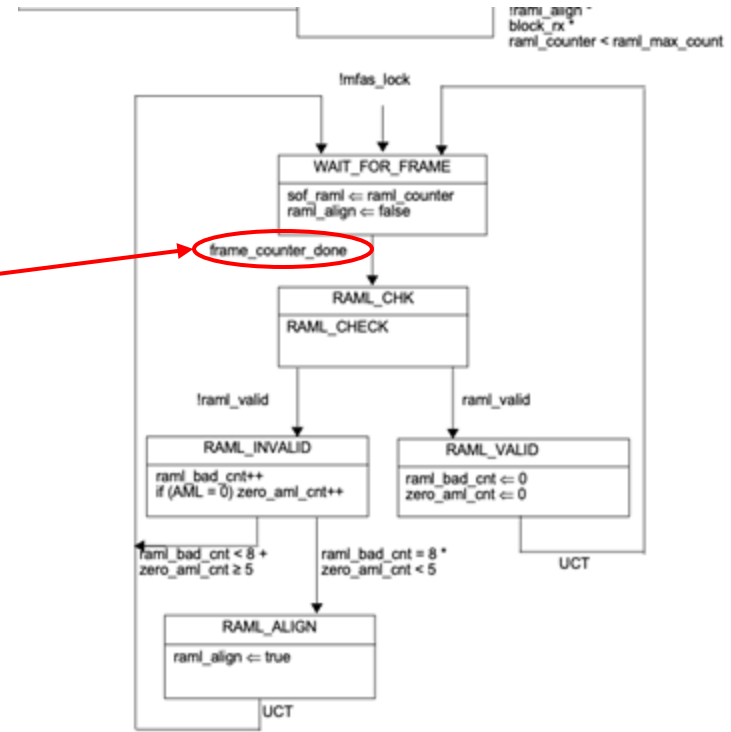 !raml_align *
block_rx *
raml_counter < raml_max_count
!mfas_lock
WAIT_FOR_FRAME
sof_raml ⇐ raml_counter
raml_align ⇐ false
frame_counter_done
RAML_CHK
RAML_CHECK
!raml_valid
raml_valid
RAML_INVALID
raml_bad_cnt++
if (AML = 0) zero_aml_cnt++
RAML_VALID
raml_bad_cnt ⇐ 0
zero_aml_cnt ⇐ 0
raml_bad_cnt < 8 +
zero_aml_cnt ≥ 5
raml_bad_cnt = 8 *
zero_aml_cnt < 5
UCT
RAML_ALIGN
raml_align ⇐ true
UCT